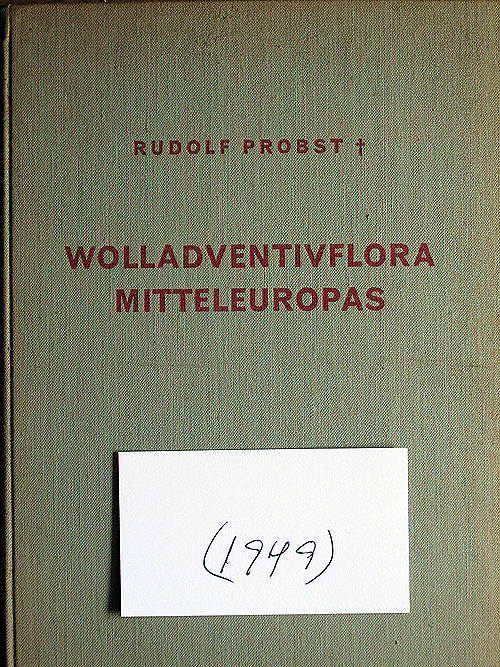 RUDOLF PROBST †
WOLLADVENTIVFLORA
MITTELEUROPAS
(1949)